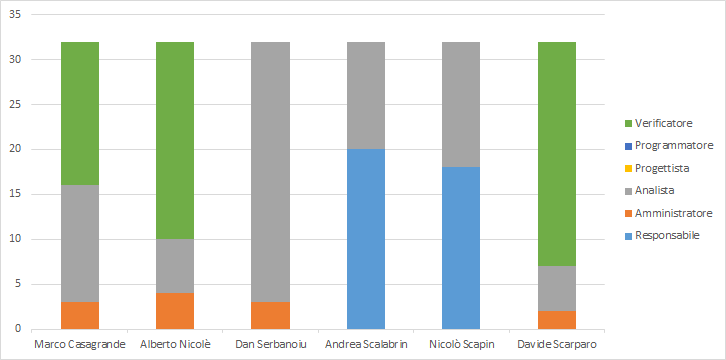 35
30
25
20
15
10
5
0
Marco Casagrande Alberto Nicolè Dan Serbanoiu Andrea Scalabrin Nicolò Scapin Davide Scarparo
Verificatore
Programmatore
Progettista
Analista
Amministratore
Responsabile